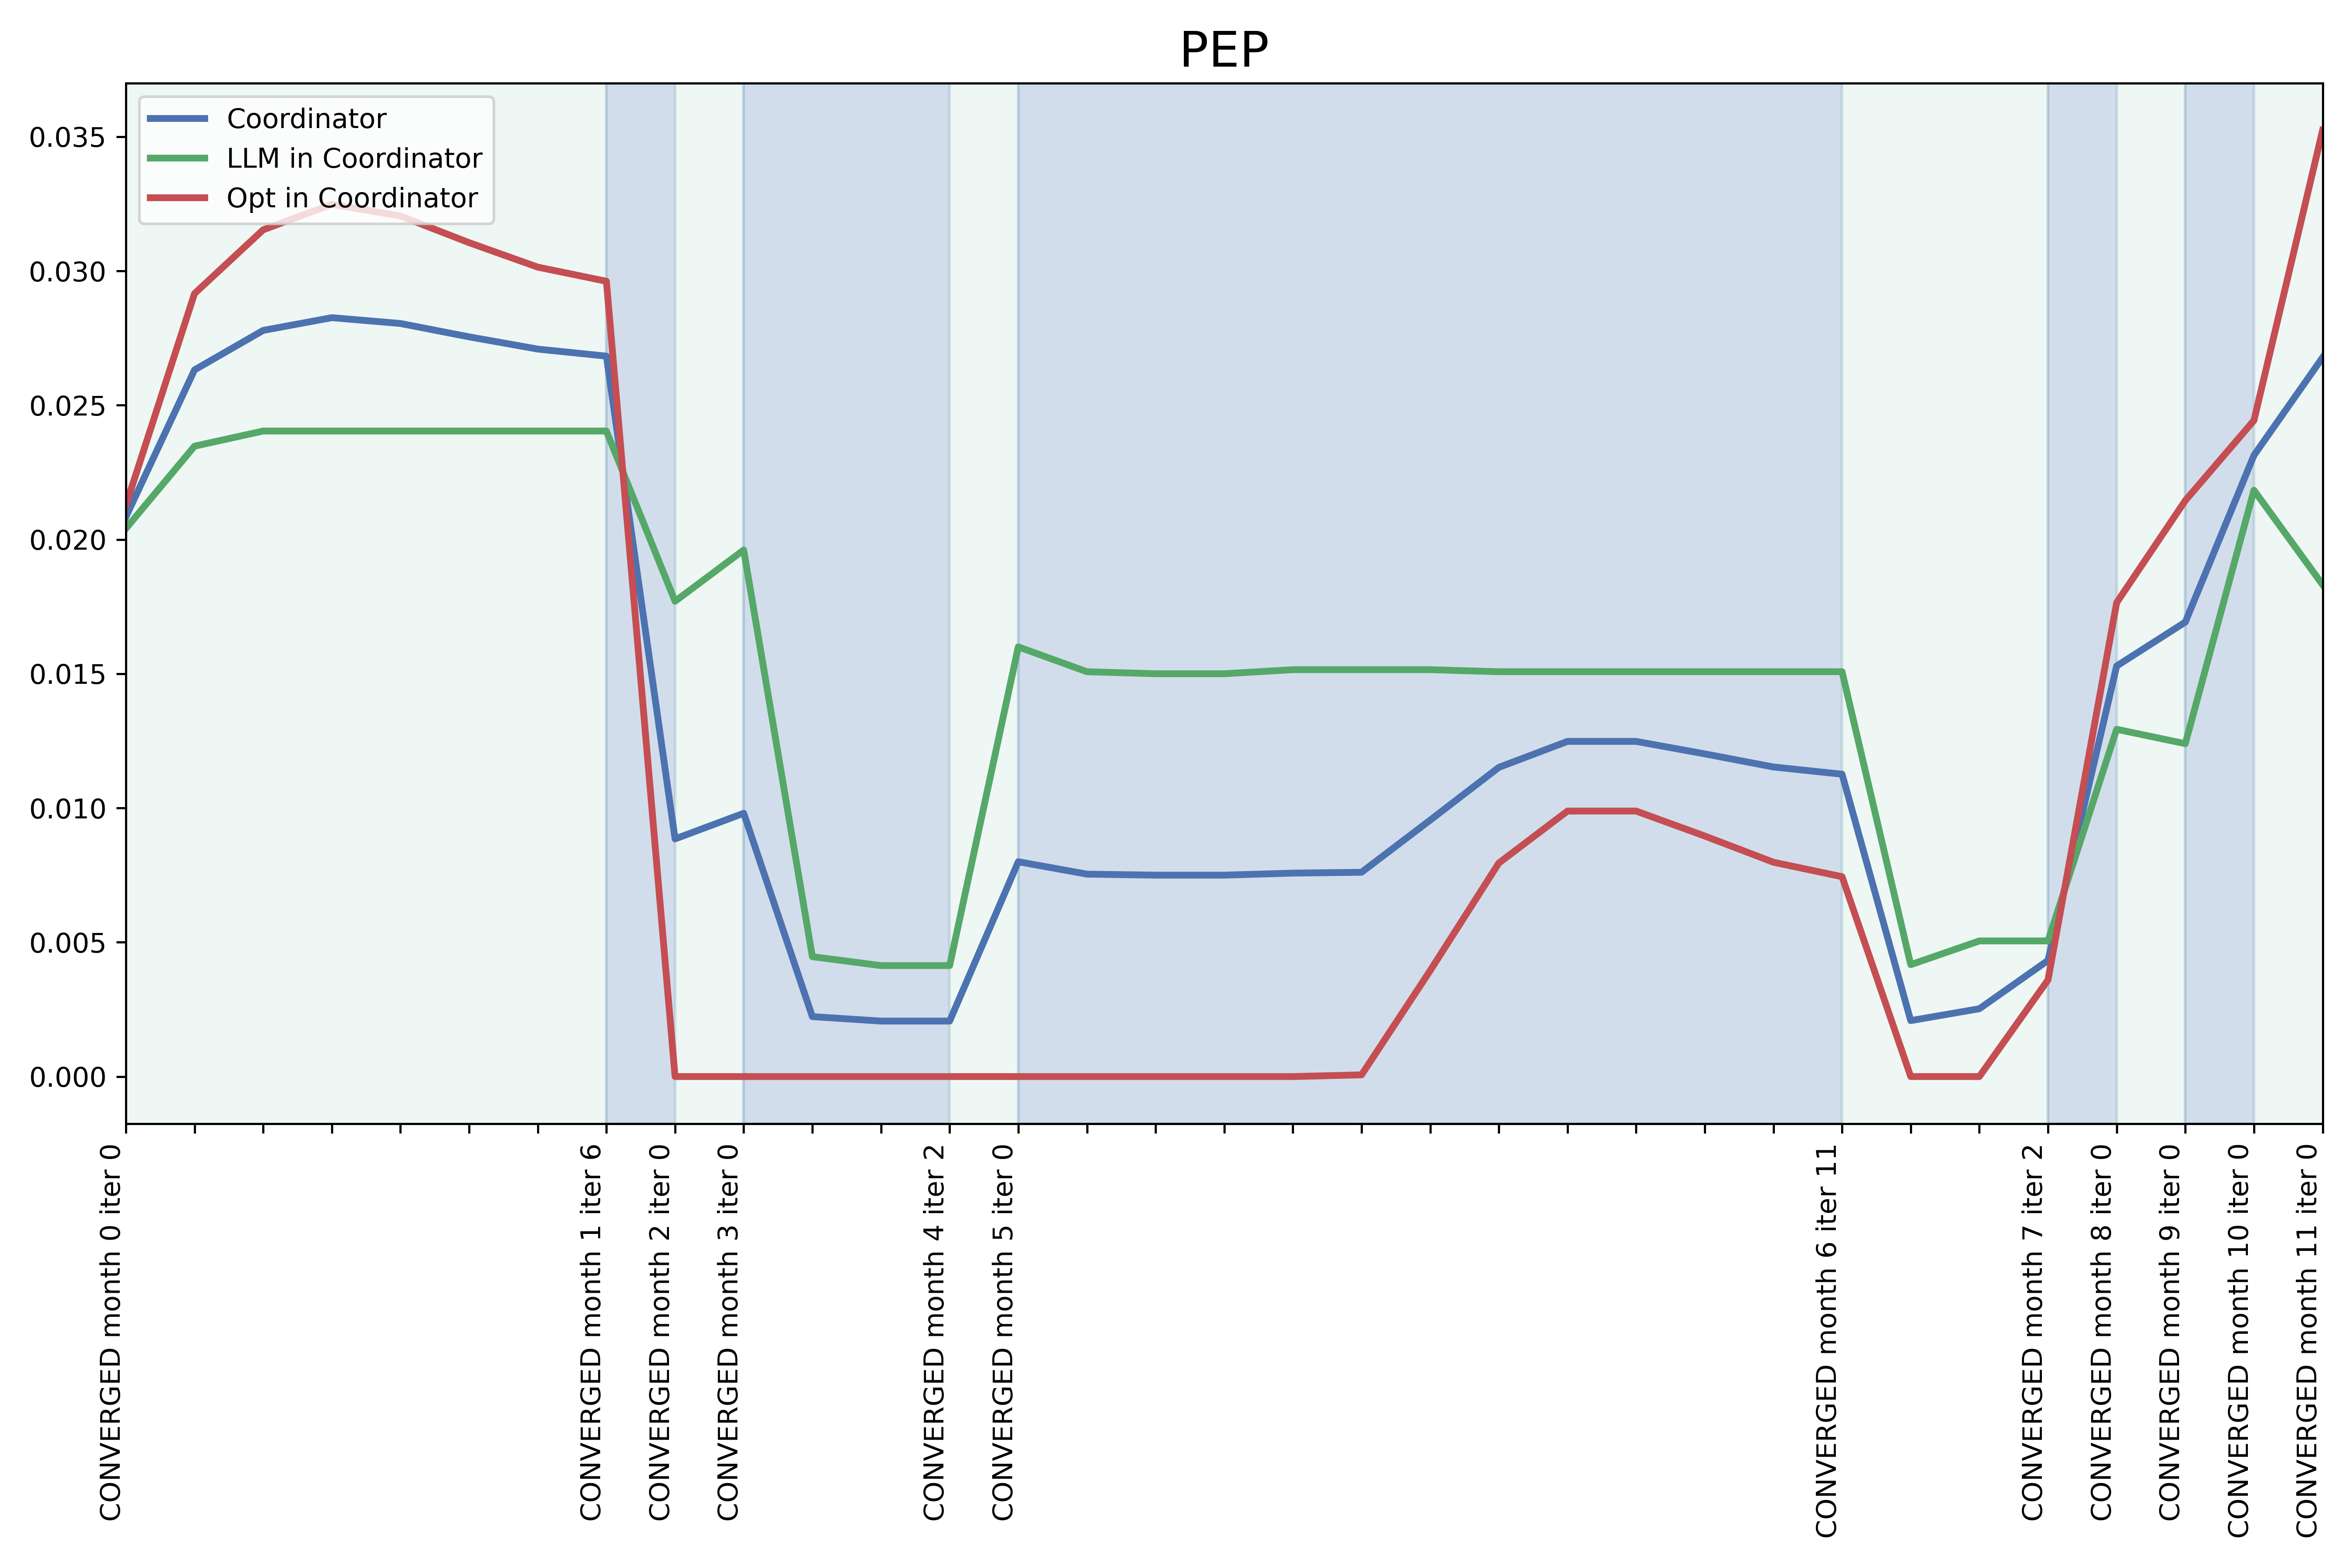 PEP
Coordinator
LLM in Coordinator
Opt in Coordinator
0.035
0.030
0.025
0.020
0.015
0.010
0.005
0.000
CONVERGED month 0 iter 0
CONVERGED month 1 iter 6
CONVERGED month 2 iter 0
CONVERGED month 3 iter 0
CONVERGED month 4 iter 2
CONVERGED month 5 iter 0
CONVERGED month 6 iter 11
CONVERGED month 7 iter 2
CONVERGED month 8 iter 0
CONVERGED month 9 iter 0
CONVERGED month 10 iter 0
CONVERGED month 11 iter 0